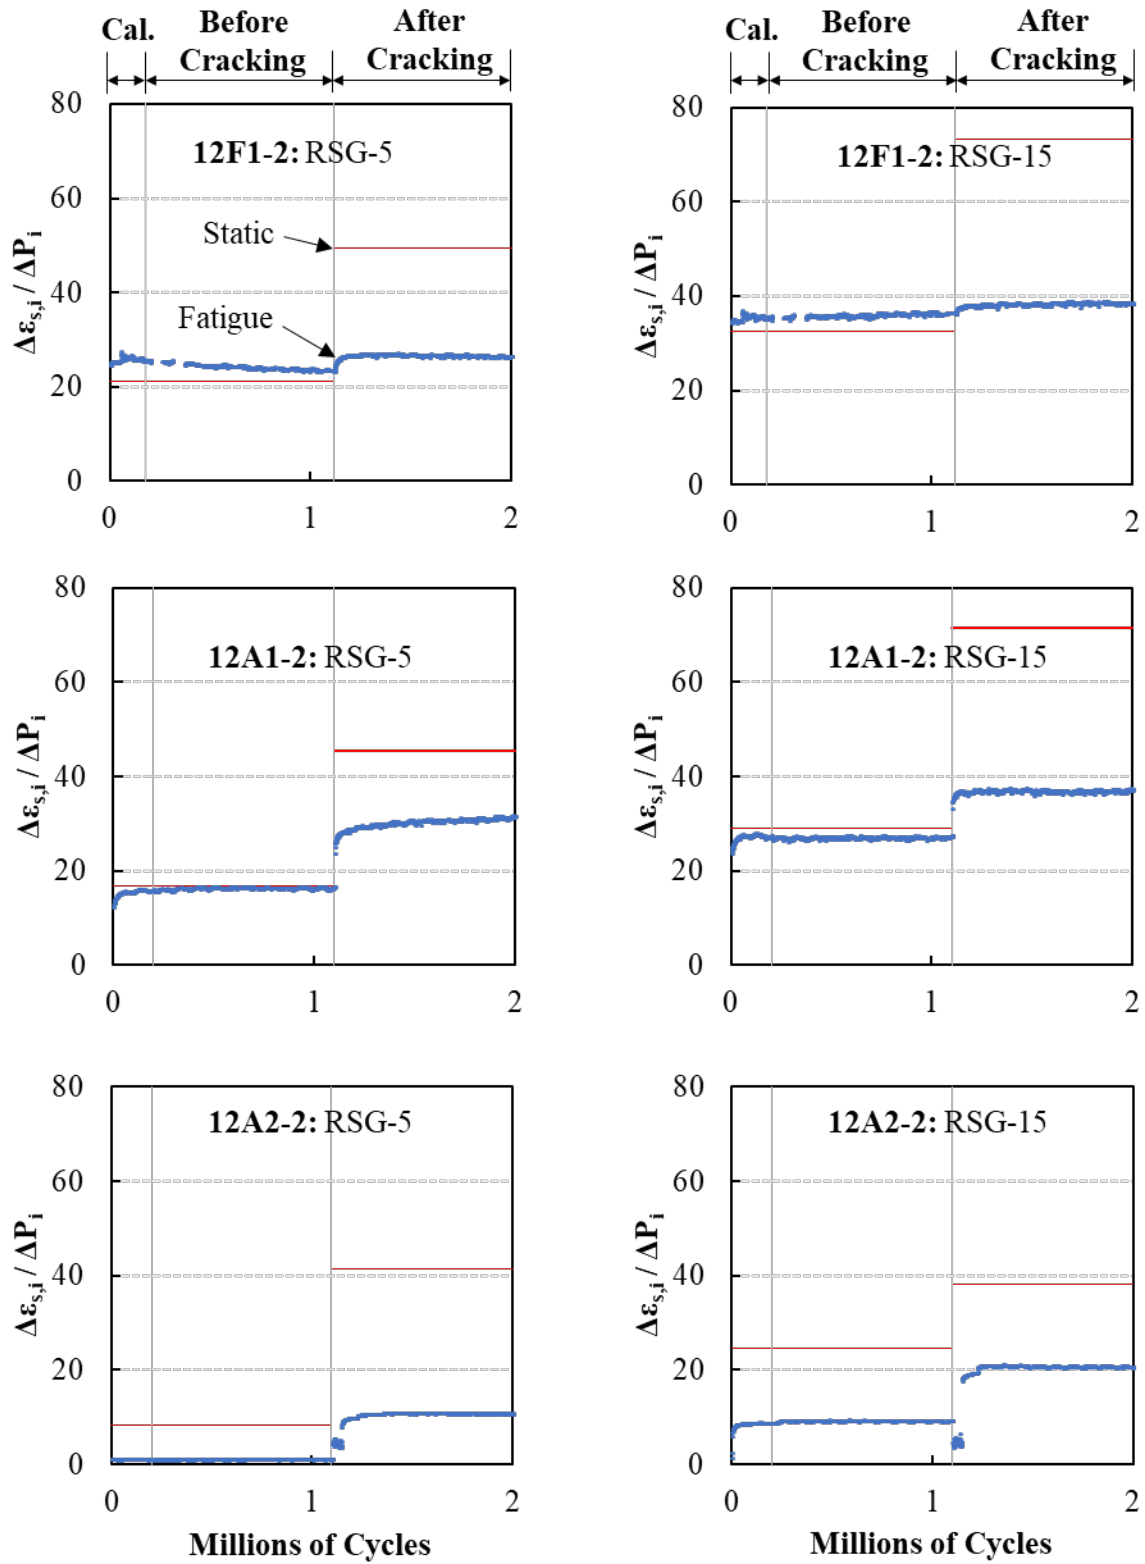 Cal.
Before
Cracking
After
Cracking
Cal.
Before
Cracking
After
Cracking
80
60
40
20
0
0
1
2
Δεs,i / ΔPi
12F1-2: RSG-5
Static
Fatigue
80
60
40
20
0
0
1
2
Δεs,i / ΔPi
12F1-2: RSG-15
80
60
40
20
0
0
1
2
Δεs,i / ΔPi
12A1-2: RSG-5
80
60
40
20
0
0
1
2
Δεs,i / ΔPi
12A1-2: RSG-15
80
60
40
20
0
0
1
2
Δεs,i / ΔPi
12A2-2: RSG-5
Millions of Cycles
80
60
40
20
0
0
1
2
Δεs,i / ΔPi
12A2-2: RSG-15
Millions of Cycles